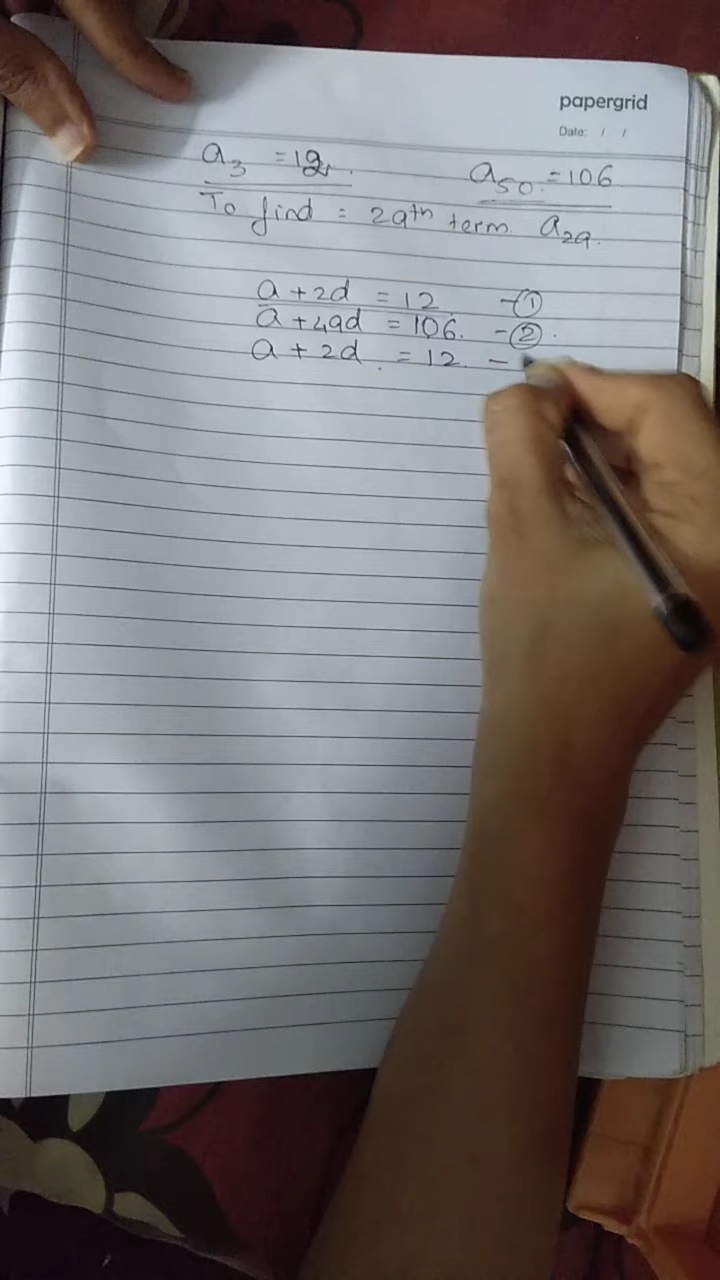 papergrid
Date: / /
a3 = 12. a50 = 106
To find = 29th term. a29.
a + 2d = 12 - ①
a + 49d = 106. - ②.
a + 2d . = 12. -